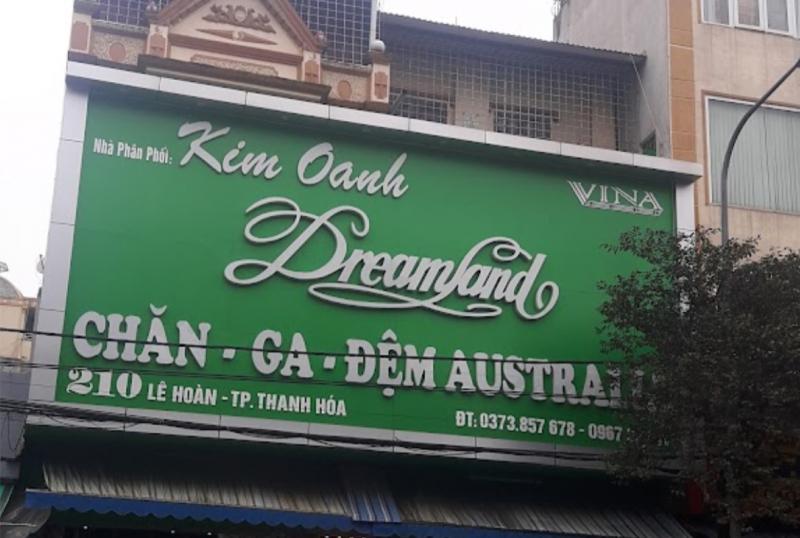 Nhà Phân Phối: Kim Oanh
VINA
Dreamland
CHĂN - GA - ĐỆM
210 LÊ HOÀN - TP. THANH HÓA
ĐT: 0373.857 678 - 0967